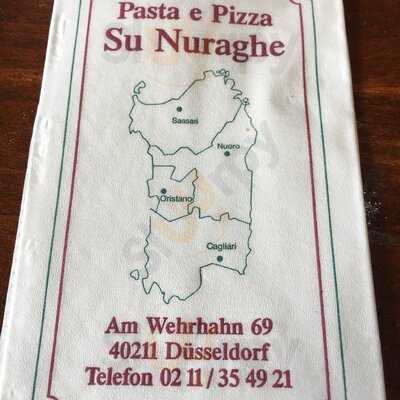 Pasta e Pizza
Su Nuraghe
Sassari
Nuoro
Oristano
Cagliari
Am Wehrhahn 69
40211 Düsseldorf
Telefon 02 11/35 49 21